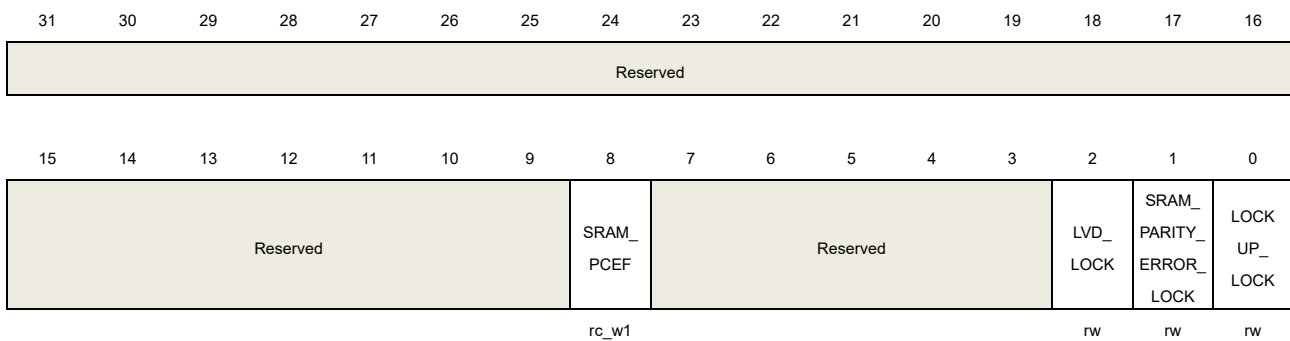 31 30 29 28 27 26 25 24 23 22 21 20 19 18 17 16
Reserved
15 14 13 12 11 10 9 8 7 6 5 4 3 2 1 0
Reserved
SRAM_
PCEF
Reserved
LVD_
LOCK
SRAM_
PARITY_
ERROR_
LOCK
LOCK
UP_
LOCK
rc_w1 rw rw rw